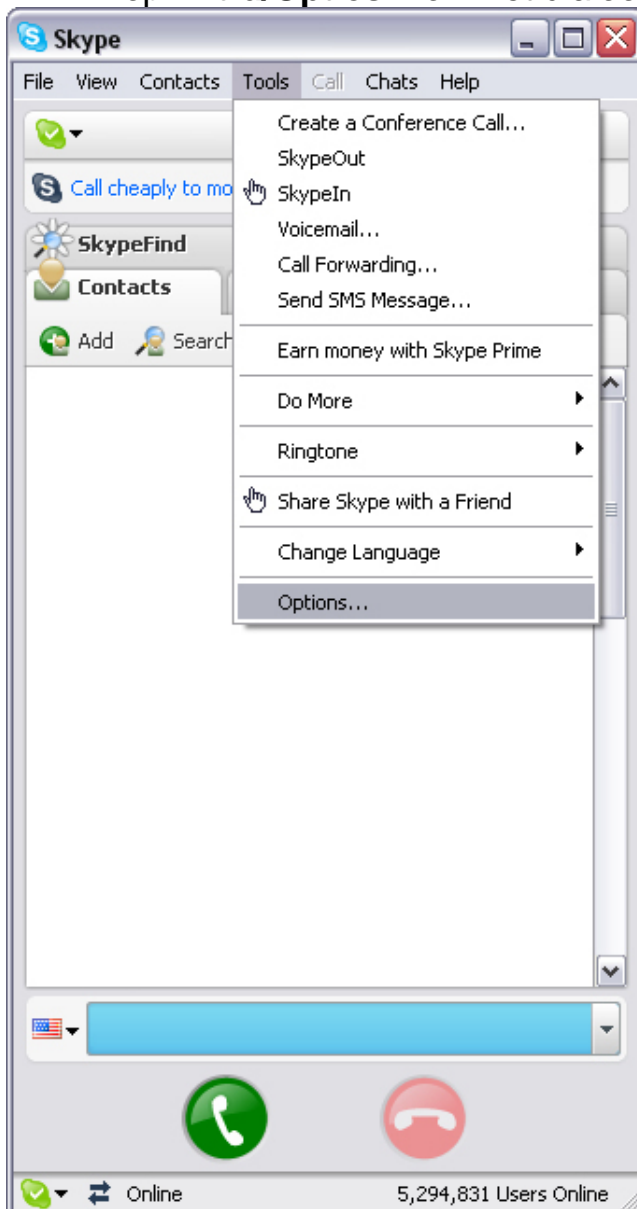 Skype
File View Contacts Tools Call Chats Help
Create a Conference Call...
SkypeOut
Call cheaply to mo
SkypeIn
Voicemail...
SkypeFind
Call Forwarding...
Contacts
Send SMS Message...
Add Search
Earn money with Skype Prime
Do More
Ringtone
Share Skype with a Friend
Change Language
Options...
Online 5,294,831 Users Online